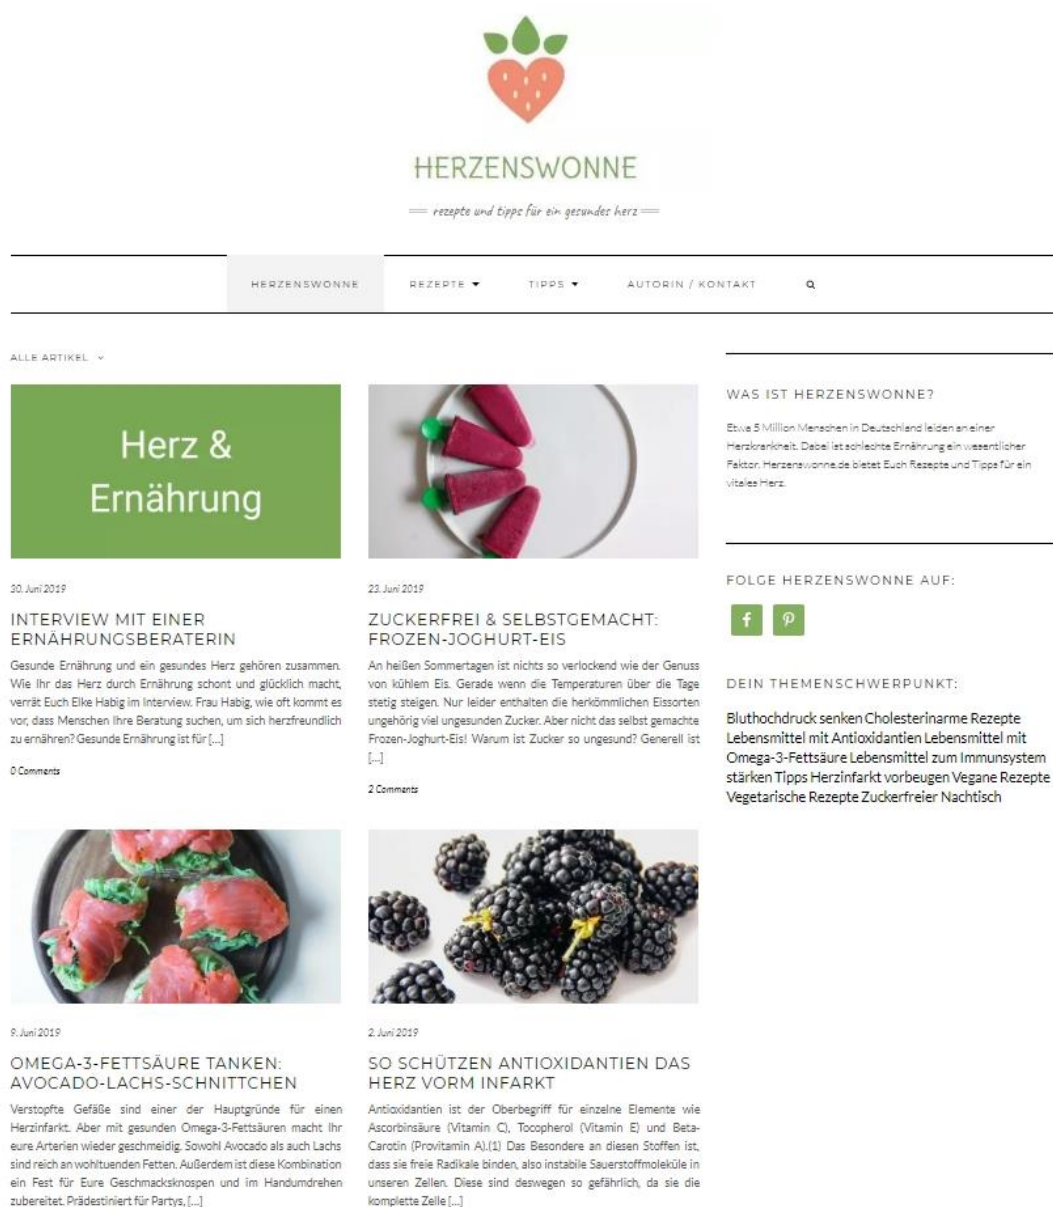 HERZENSWONNE
rezepte und tipps für ein gesundes herz
HERZENSWONNE REZEPTE TIPPS AUTORIN / KONTAKT
ALLE ARTIKEL
Herz &
Ernährung
30. Juni 2019
INTERVIEW MIT EINER
ERNÄHRUNGSBERATERIN
Gesunde Ernährung und ein gesundes Herz gehören zusammen.
Wie Ihr das Herz durch Ernährung schont und glücklich macht,
verrät Euch Elke Habig im Interview. Frau Habig, wie oft kommt es
vor, dass Menschen Ihre Beratung suchen, um sich herzfreundlich
zu ernähren? Gesunde Ernährung ist für [...]
0 Comments
23. Juni 2019
ZUCKERFREI & SELBSTGEMACHT:
FROZEN-JOGHURT-EIS
An heißen Sommertagen ist nichts so verlockend wie der Genuss
von kühlem Eis. Gerade wenn die Temperaturen über die Tage
stetig steigen. Nur leider enthalten die herkömmlichen Eissorten
ungehörig viel ungesunden Zucker. Aber nicht das selbst gemachte
Frozen-Joghurt-Eis! Warum ist Zucker so ungesund? Generell ist
[...]
2 Comments
9. Juni 2019
OMEGA-3-FETTSÄURE TANKEN:
AVOCADO-LACHS-SCHNITTCHEN
Verstopfte Gefäße sind einer der Hauptgründe für einen
Herzinfarkt. Aber mit gesunden Omega-3-Fettsäuren macht Ihr
eure Arterien wieder geschmeidig. Sowohl Avocado als auch Lachs
sind reich an wohltuenden Fetten. Außerdem ist diese Kombination
ein Fest für Eure Geschmacksknospen und im Handumdrehen
zubereitet. Prädestiniert für Partys, [...]
2. Juni 2019
SO SCHÜTZEN ANTIOXIDANTIEN DAS
HERZ VORM INFARKT
Antioxidantien ist der Oberbegriff für einzelne Elemente wie
Ascorbinsäure (Vitamin C), Tocopherol (Vitamin E) und Beta-
Carotin (Provitamin A).(1) Das Besondere an diesen Stoffen ist,
dass sie freie Radikale binden, also instabile Sauerstoffmoleküle in
unseren Zellen. Diese sind deswegen so gefährlich, da sie die
komplette Zelle [...]
WAS IST HERZENSWONNE?
Etwa 5 Million Menschen in Deutschland leiden an einer
Herzkrankheit. Dabei ist schlechte Ernährung ein wesentlicher
Faktor. Herzenswonne.de bietet Euch Rezepte und Tipps für ein
vitales Herz.
FOLGE HERZENSWONNE AUF:
DEIN THEMENSCHWERPUNKT:
Bluthochdruck senken Cholesterinarme Rezepte
Lebensmittel mit Antioxidantien Lebensmittel mit
Omega-3-Fettsäure Lebensmittel zum Immunsystem
stärken Tipps Herzinfarkt vorbeugen Vegane Rezepte
Vegetarische Rezepte Zuckerfreier Nachtisch